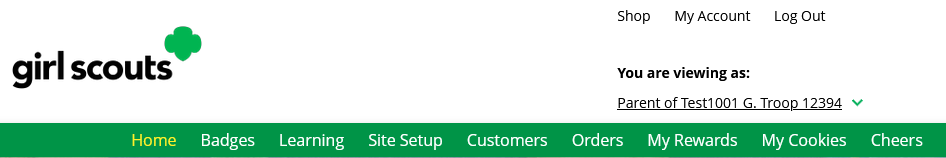 Shop My Account Log Out
girl scouts
You are viewing as:
Parent of Test1001 G. Troop 12394
Home Badges Learning Site Setup Customers Orders My Rewards My Cookies Cheers